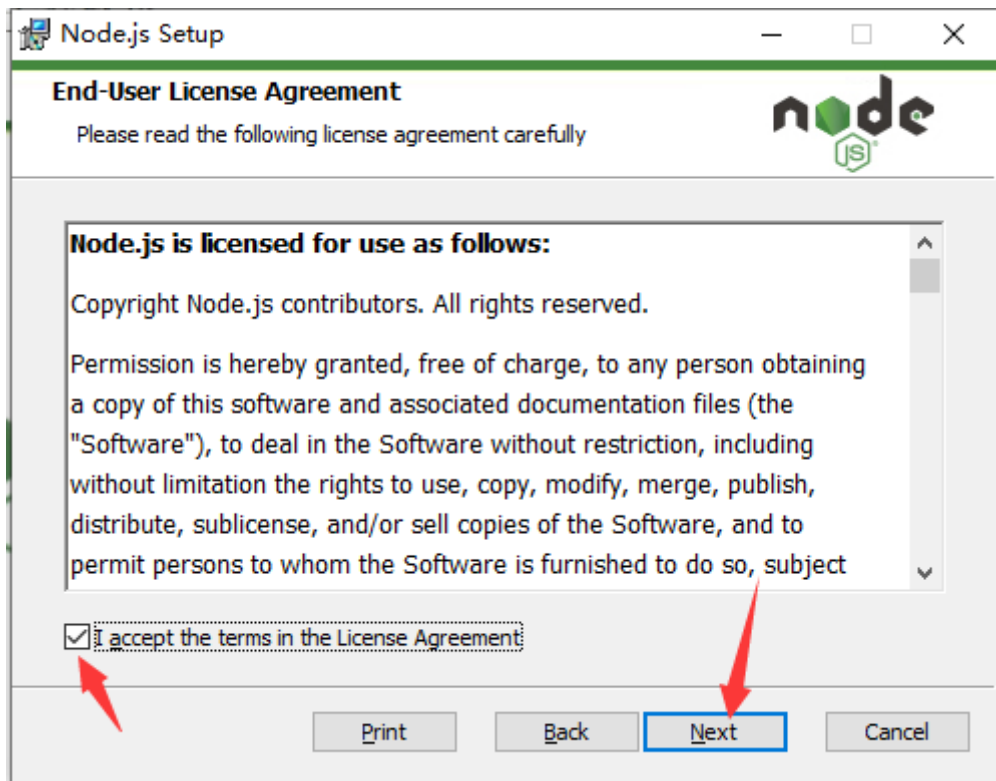 Node.js Setup
End-User License Agreement
Please read the following license agreement carefully
node
JS
Node.js is licensed for use as follows:
Copyright Node.js contributors. All rights reserved.
Permission is hereby granted, free of charge, to any person obtaining
a copy of this software and associated documentation files (the
"Software"), to deal in the Software without restriction, including
without limitation the rights to use, copy, modify, merge, publish,
distribute, sublicense, and/or sell copies of the Software, and to
permit persons to whom the Software is furnished to do so, subject
I accept the terms in the License Agreement
Print
Back
Next
Cancel